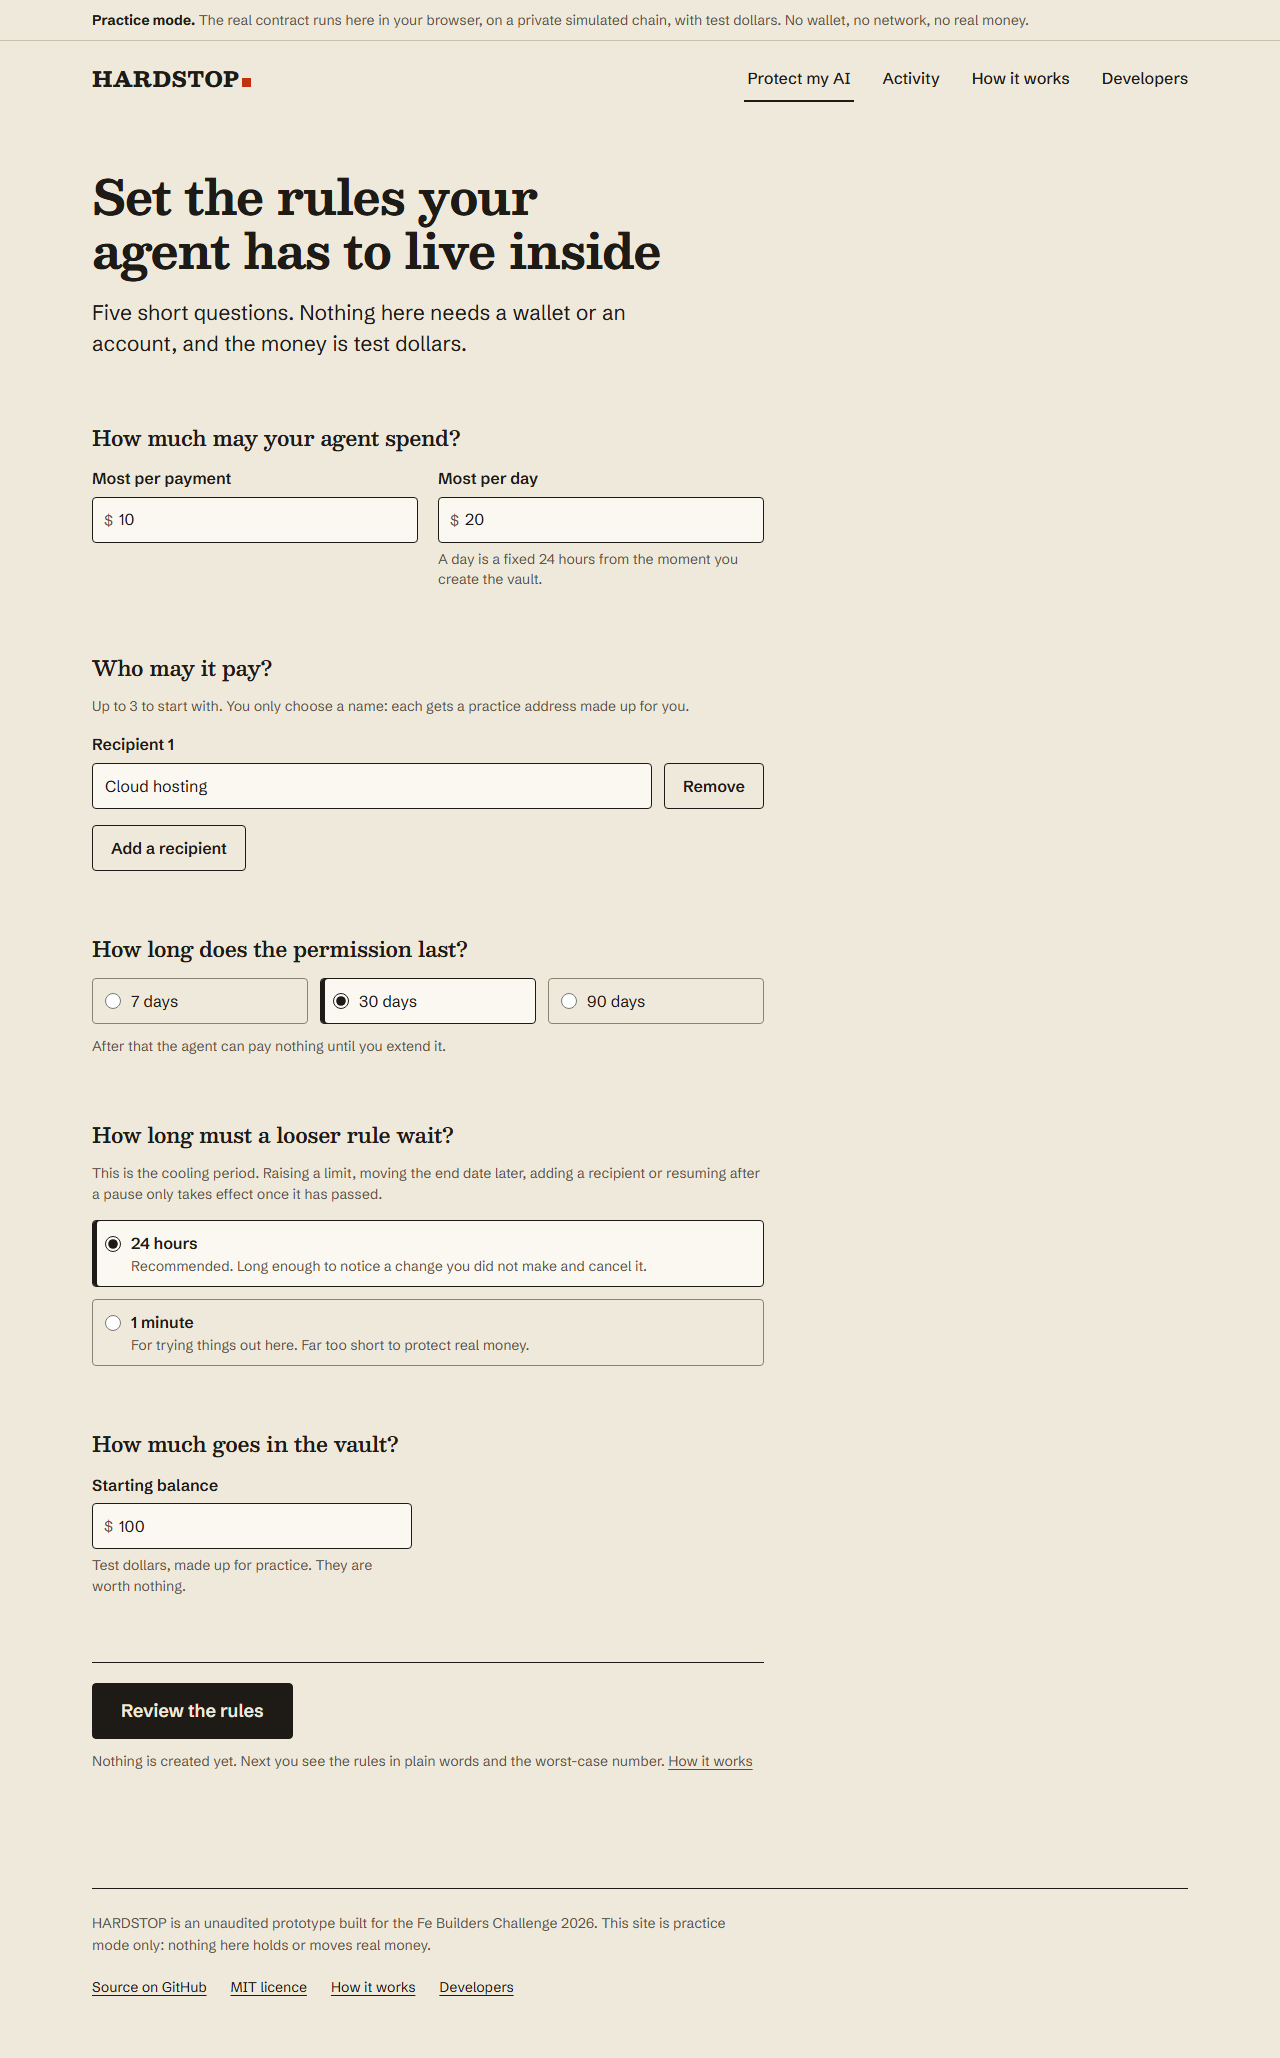 Practice mode. The real contract runs here in your browser, on a private simulated chain, with test dollars. No wallet, no network, no real money.
HARDSTOP
Protect my AI
Activity
How it works
Developers
Set the rules your
agent has to live inside
Five short questions. Nothing here needs a wallet or an
account, and the money is test dollars.
How much may your agent spend?
Most per payment
Most per day
$ 10
$ 20
A day is a fixed 24 hours from the moment you
create the vault.
Who may it pay?
Up to 3 to start with. You only choose a name: each gets a practice address made up for you.
Recipient 1
Cloud hosting
Remove
Add a recipient
How long does the permission last?
7 days
30 days
90 days
After that the agent can pay nothing until you extend it.
How long must a looser rule wait?
This is the cooling period. Raising a limit, moving the end date later, adding a recipient or resuming after
a pause only takes effect once it has passed.
24 hours
Recommended. Long enough to notice a change you did not make and cancel it.
1 minute
For trying things out here. Far too short to protect real money.
How much goes in the vault?
Starting balance
$ 100
Test dollars, made up for practice. They are
worth nothing.
Review the rules
Nothing is created yet. Next you see the rules in plain words and the worst-case number. How it works
HARDSTOP is an unaudited prototype built for the Fe Builders Challenge 2026. This site is practice
mode only: nothing here holds or moves real money.
Source on GitHub
MIT licence
How it works
Developers